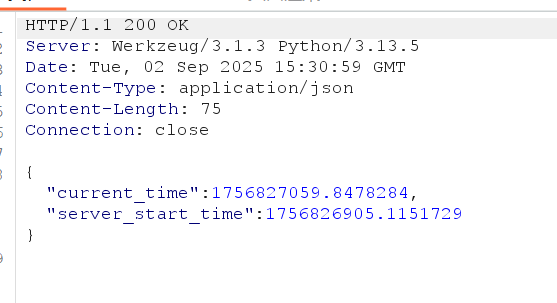 HTTP/1.1 200 OK
Server: Werkzeug/3.1.3 Python/3.13.5
Date: Tue, 02 Sep 2025 15:30:59 GMT
Content-Type: application/json
Content-Length: 75
Connection: close

{
"current_time":1756827059.8478284,
"server_start_time":1756826905.1151729
}